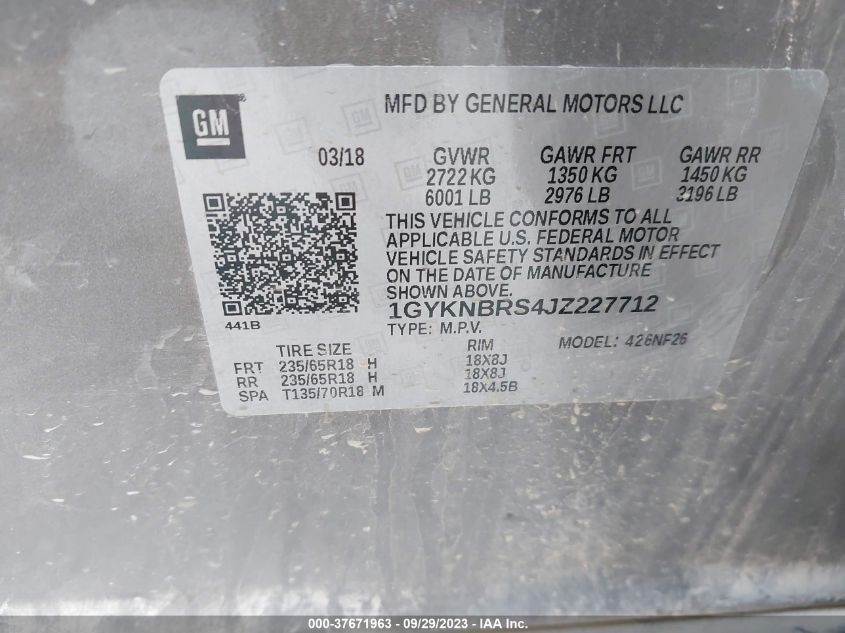 GM
MFD BY GENERAL MOTORS LLC
03/18
GVWR GAWR FRT GAWR RR
2722 KG 1350 KG 1450 KG
6001 LB 2976 LB 3196 LB
THIS VEHICLE CONFORMS TO ALL
APPLICABLE U.S. FEDERAL MOTOR
VEHICLE SAFETY STANDARDS IN EFFECT
ON THE DATE OF MANUFACTURE
SHOWN ABOVE.
1GYKNBRS4JZ227712
441B
TYPE: M.P.V.
MODEL: 426NF26
TIRE SIZE RIM
FRT 235/65R18 H 18X8J
RR 235/65R18 H 18X8J
SPA T135/70R18 M 18X4.5B
000-37671963 - 09/29/2023 - IAA Inc.